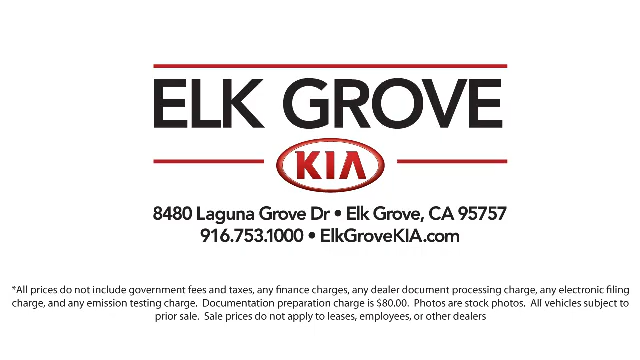 ELK GROVE
KIA
8480 Laguna Grove Dr • Elk Grove, CA 95757
916.753.1000 • ElkGroveKIA.com
*All prices do not include government fees and taxes, any finance charges, any dealer document processing charge, any electronic filing
charge, and any emission testing charge.  Documentation preparation charge is $80.00.  Photos are stock photos.  All vehicles subject to
prior sale.  Sale prices do not apply to leases, employees, or other dealers